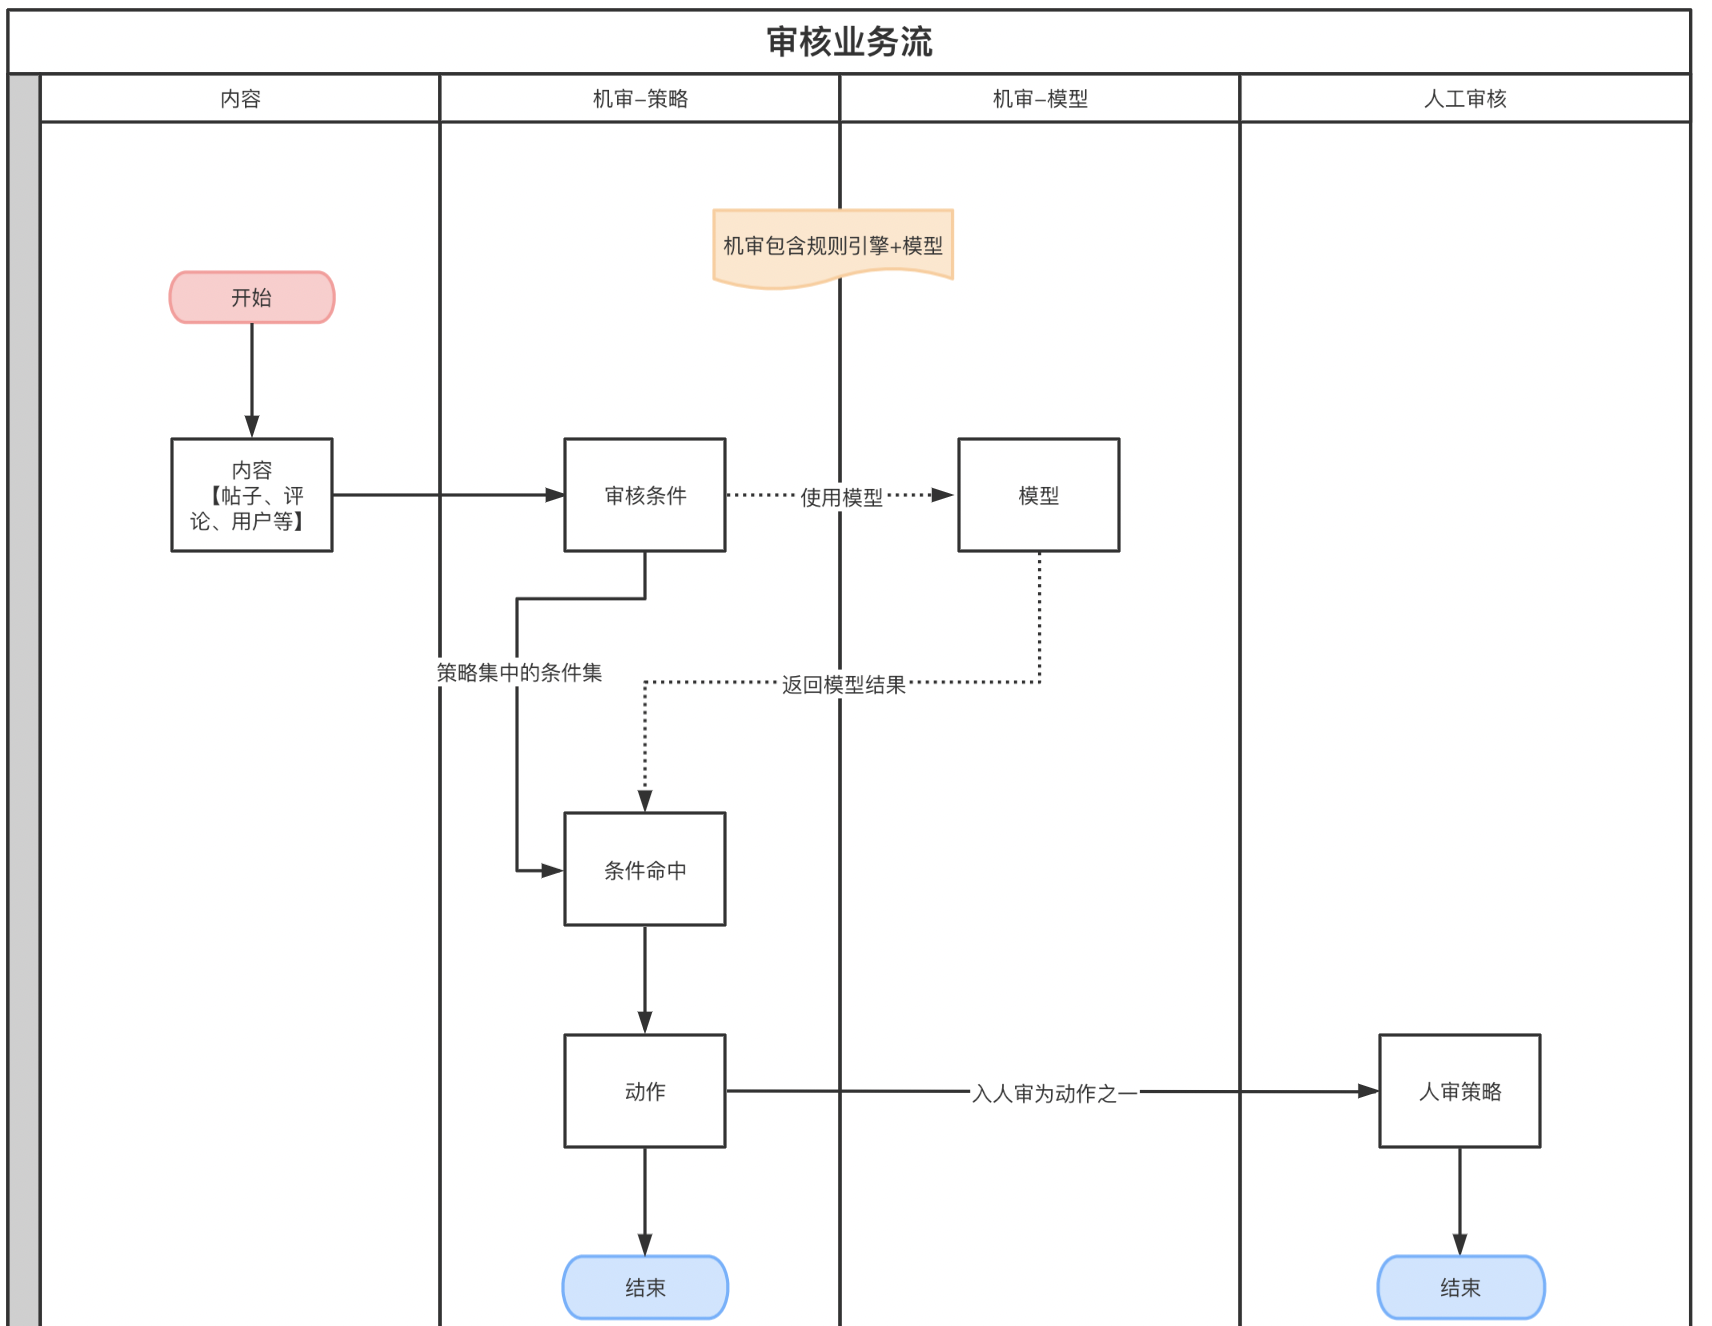 审核业务流
内容
机审-策略
机审-模型
人工审核
机审包含规则引擎+模型
开始
内容
【帖子、评
论、用户等】
审核条件
使用模型
模型
策略集中的条件集
返回模型结果
条件命中
动作
入人审为动作之一
人审策略
结束
结束